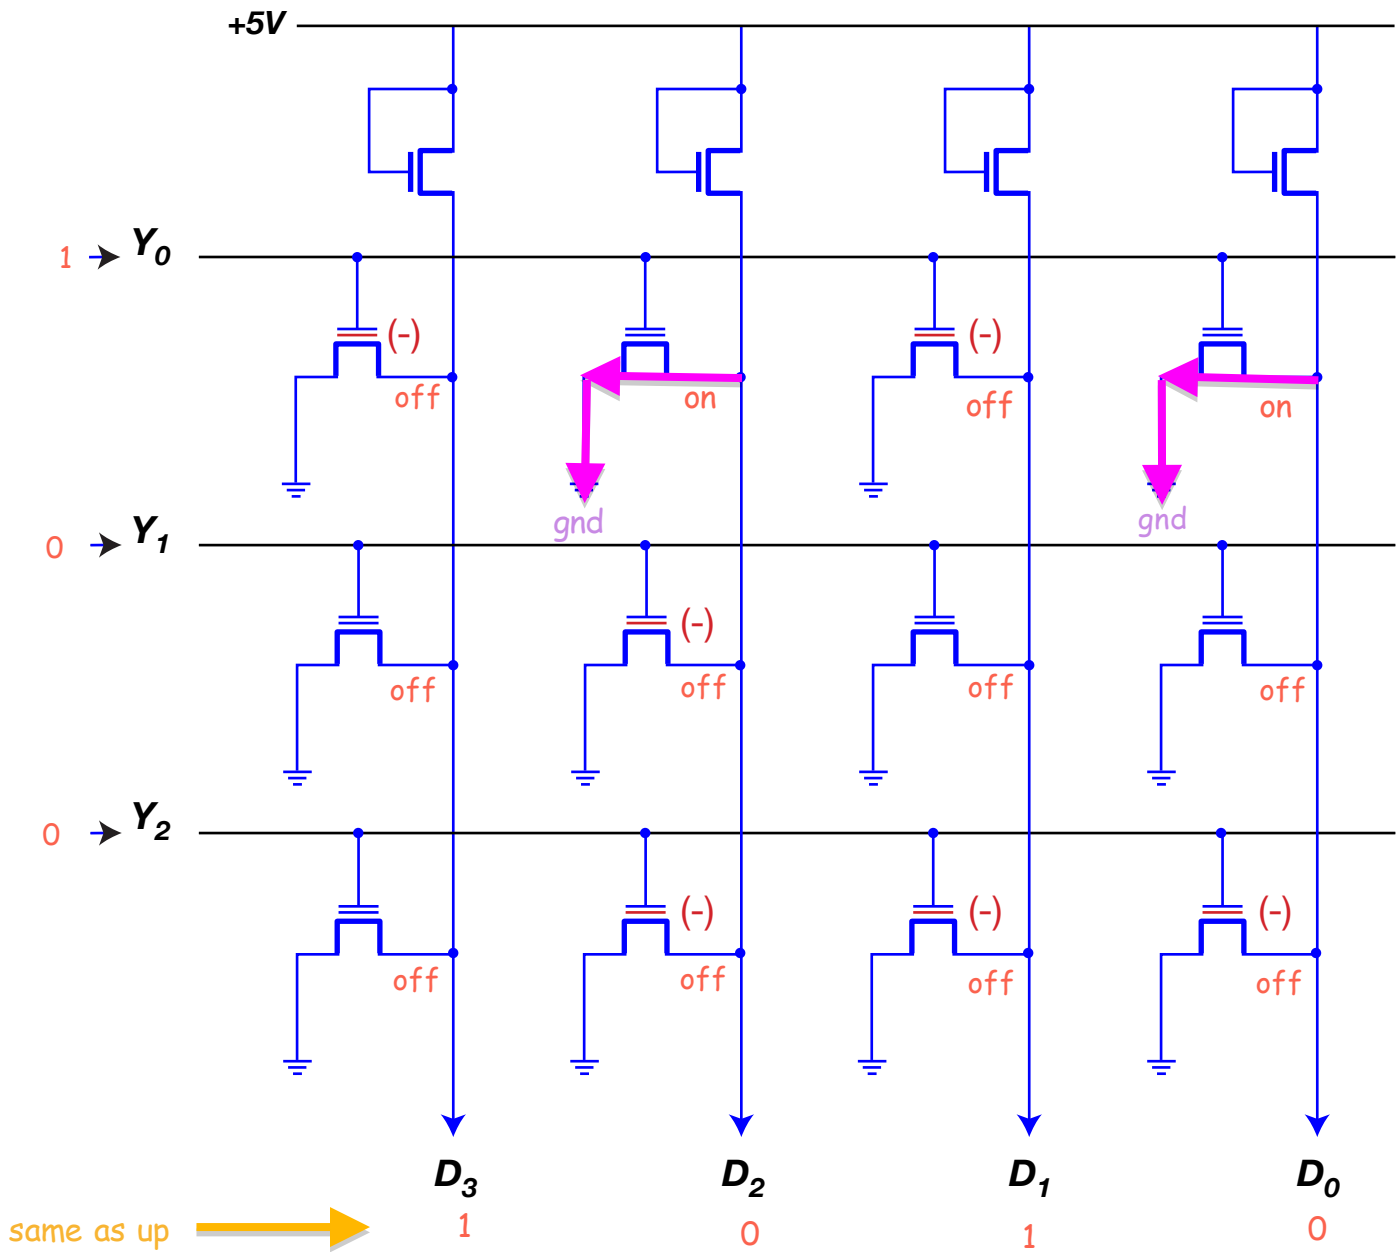 +5V
1 Y0
(-) (-)
off on off on
gnd gnd
0 Y1
(-)
off off off off
0 Y2
(-) (-) (-)
off off off off
D3 D2 D1 D0
same as up 1 0 1 0